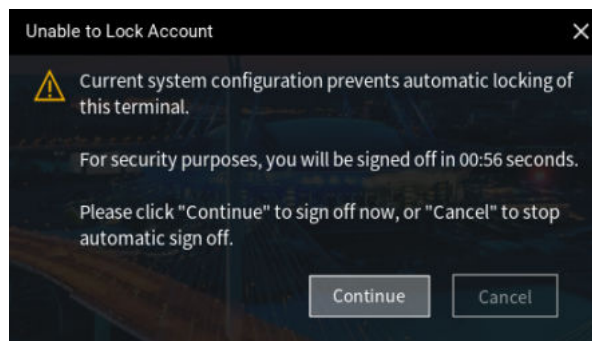 Unable to Lock Account
Current system configuration prevents automatic locking of
this terminal.
For security purposes, you will be signed off in 00:56 seconds.
Please click "Continue" to sign off now, or "Cancel" to stop
automatic sign off.
Continue
Cancel